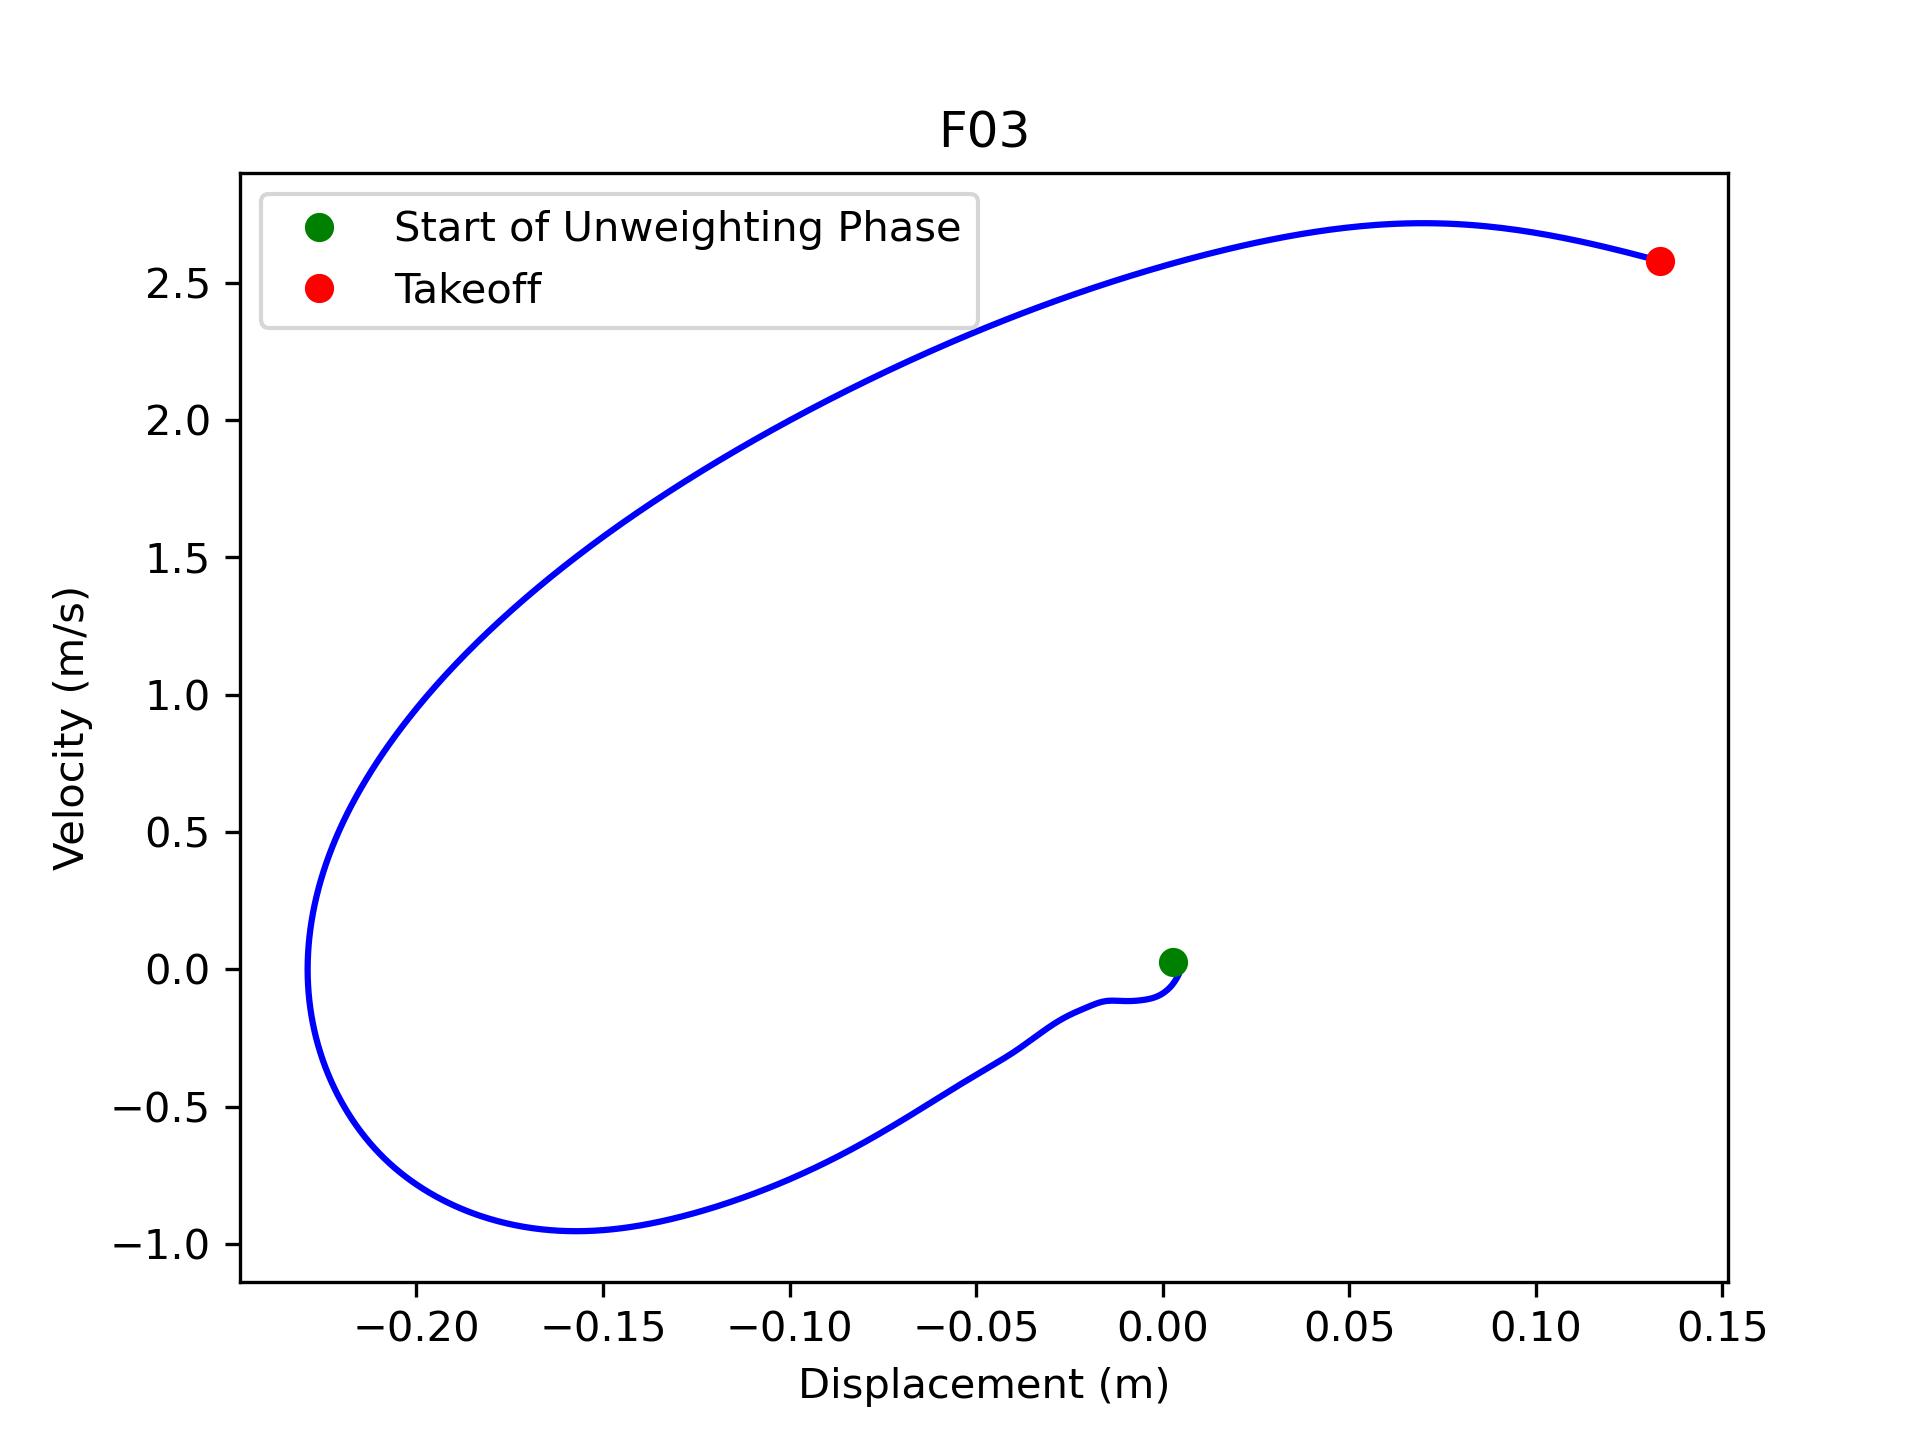 F03
Start of Unweighting Phase
Takeoff
2.5
2.0
1.5
1.0
0.5
0.0
−0.5
−1.0
Velocity (m/s)
−0.20 −0.15 −0.10 −0.05 0.00 0.05 0.10 0.15
Displacement (m)